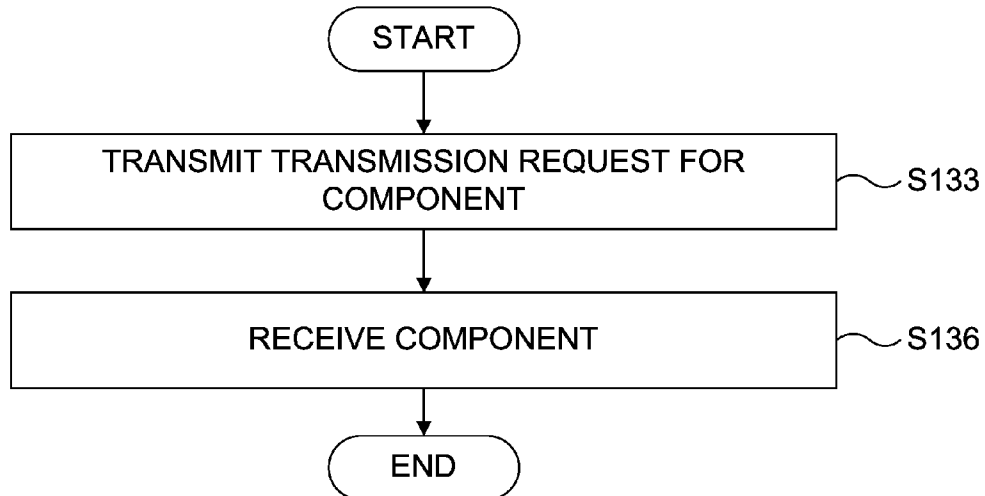 START
TRANSMIT TRANSMISSION REQUEST FOR
COMPONENT
S133
RECEIVE COMPONENT
S136
END